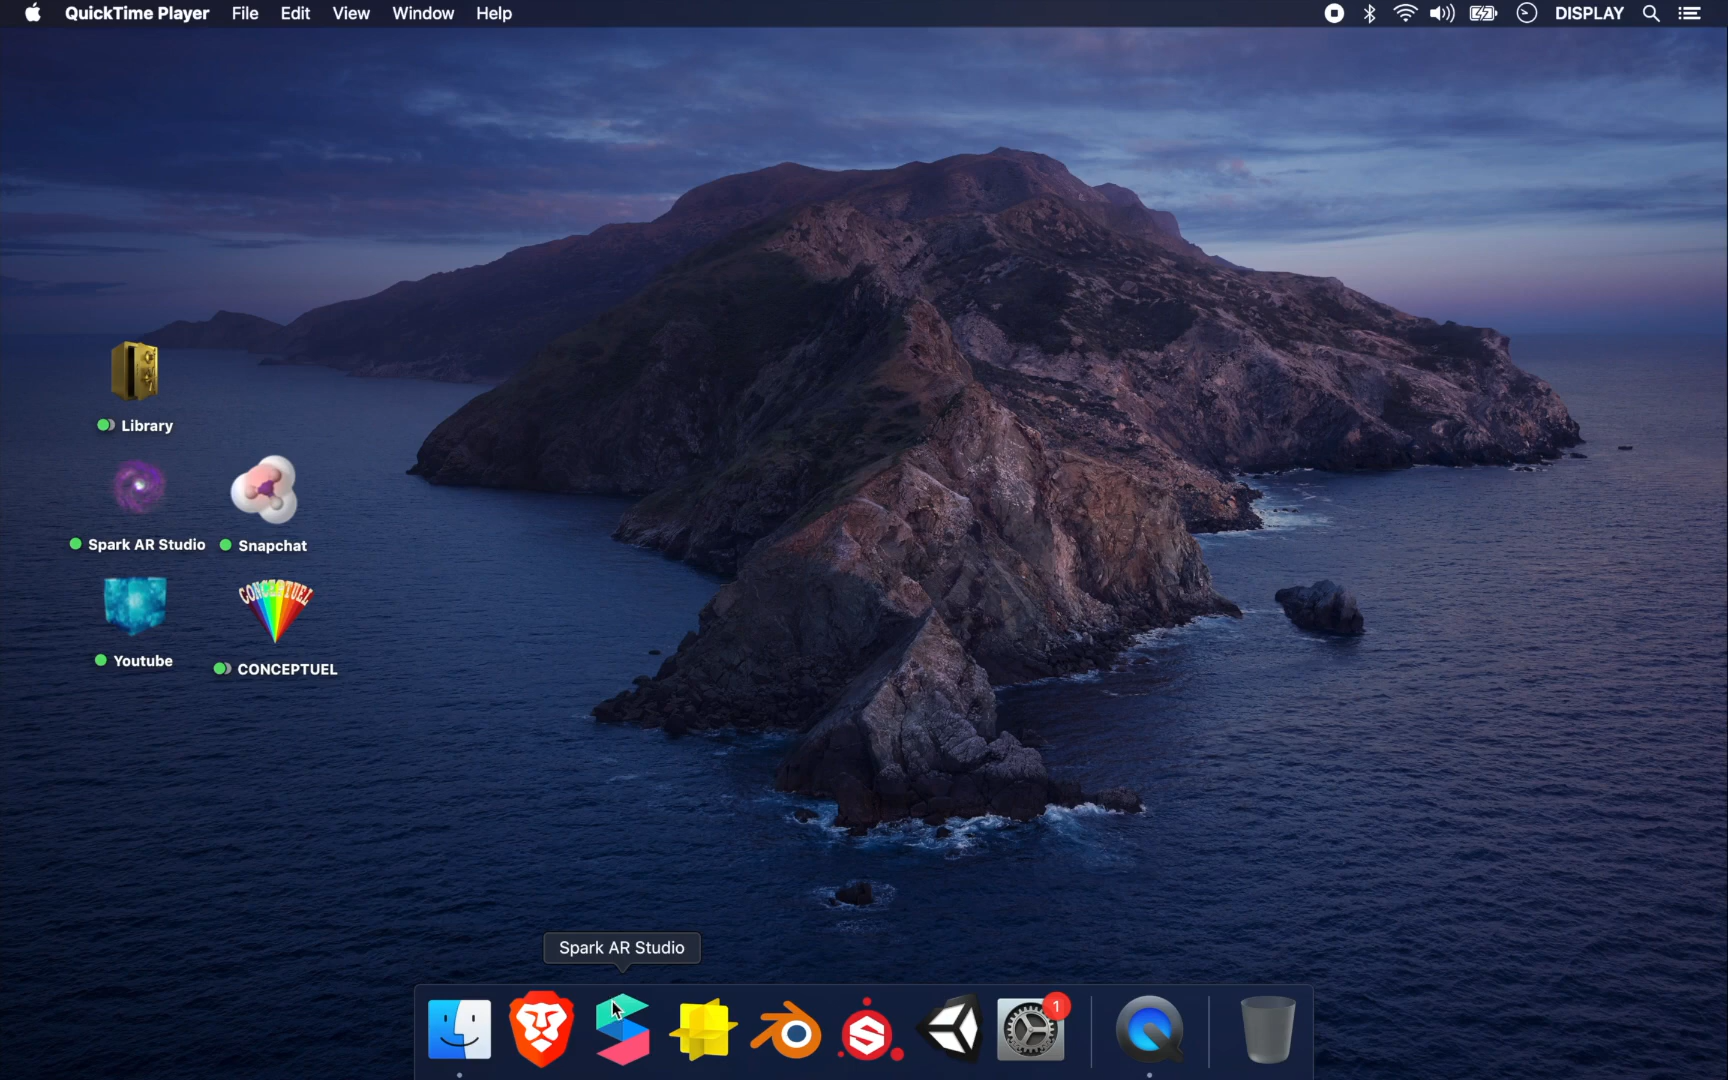 QuickTime Player File Edit View Window Help DISPLAY
Library
Spark AR Studio Snapchat
CONCEPTUEL
Youtube CONCEPTUEL
Spark AR Studio
1